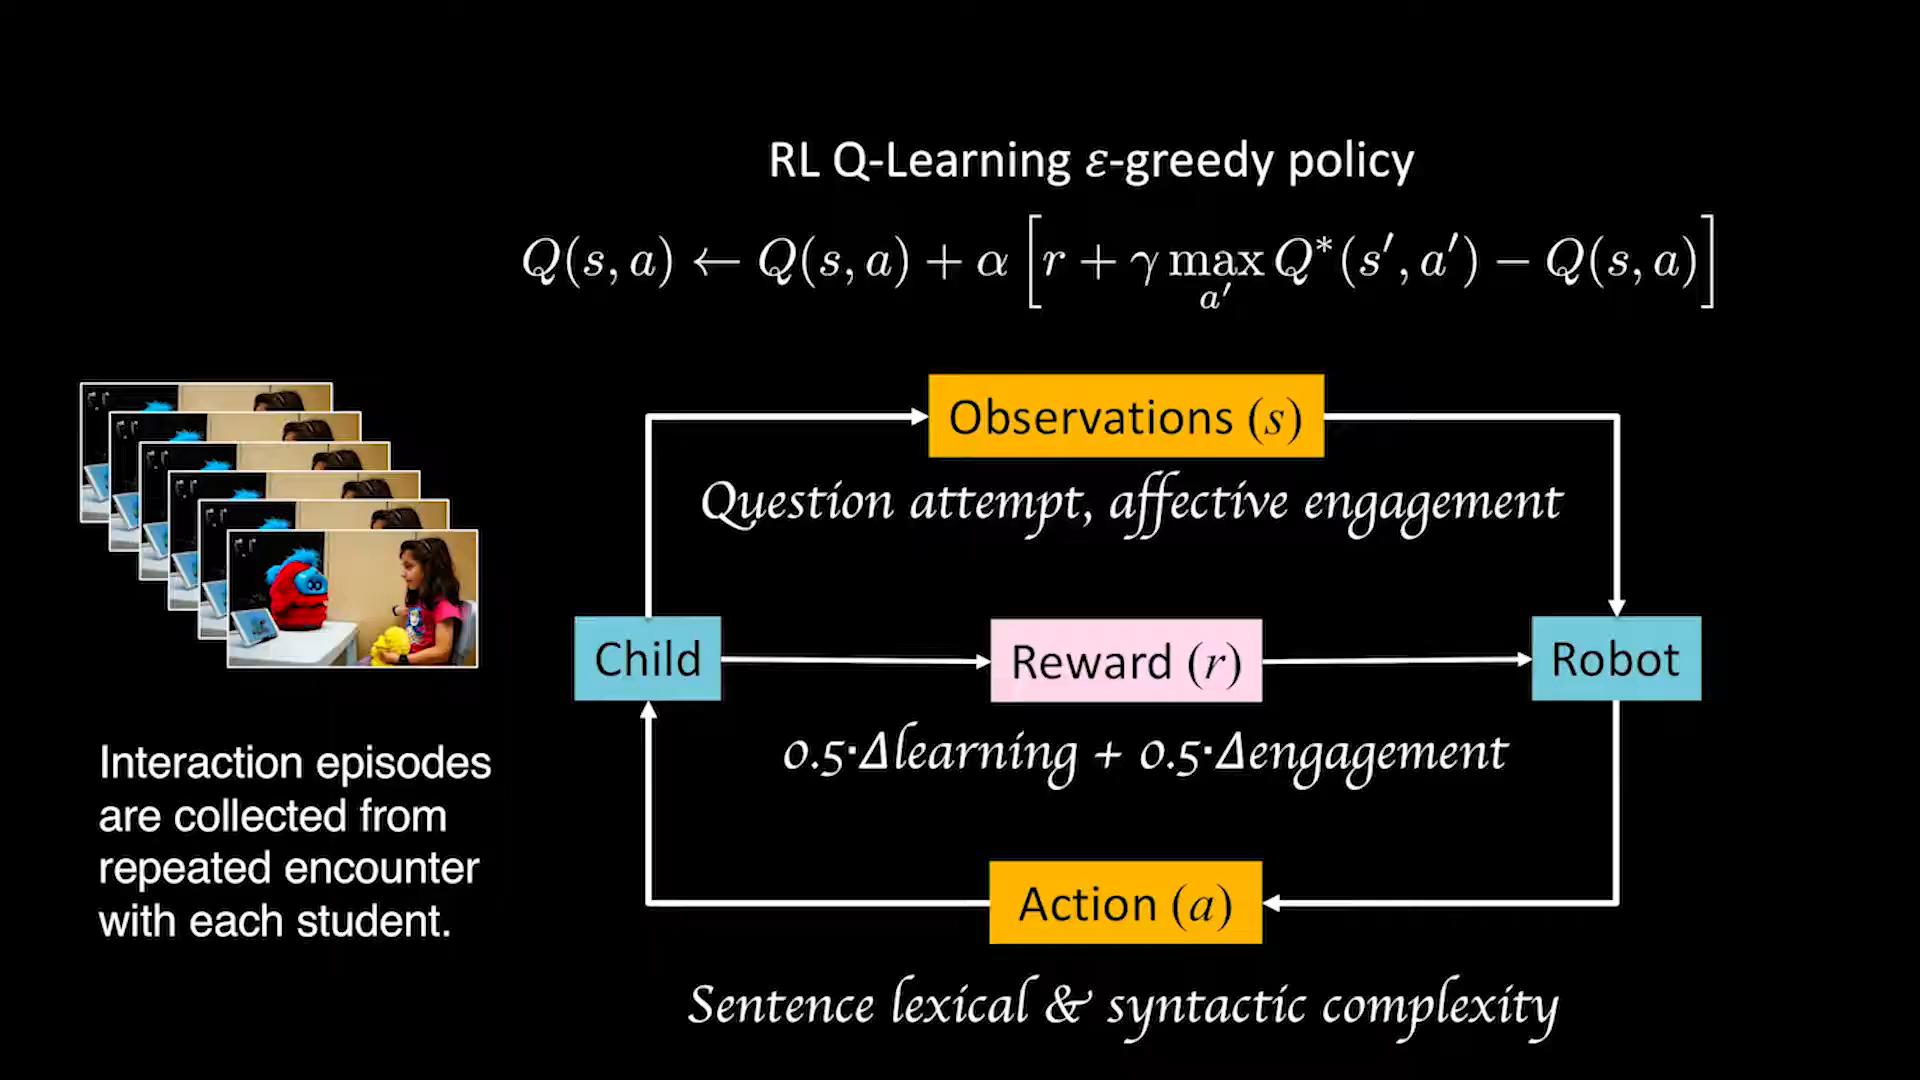 RL Q-Learning ε-greedy policy
Q(s, a) ← Q(s, a) + α [r + γ max Q*(s′, a′) − Q(s, a)]
a′
Observations (s)
Question attempt, affective engagement
Child
Reward (r)
Robot
0.5·Δlearning + 0.5·Δengagement
Interaction episodes
are collected from
repeated encounter
with each student.
Action (a)
Sentence lexical & syntactic complexity